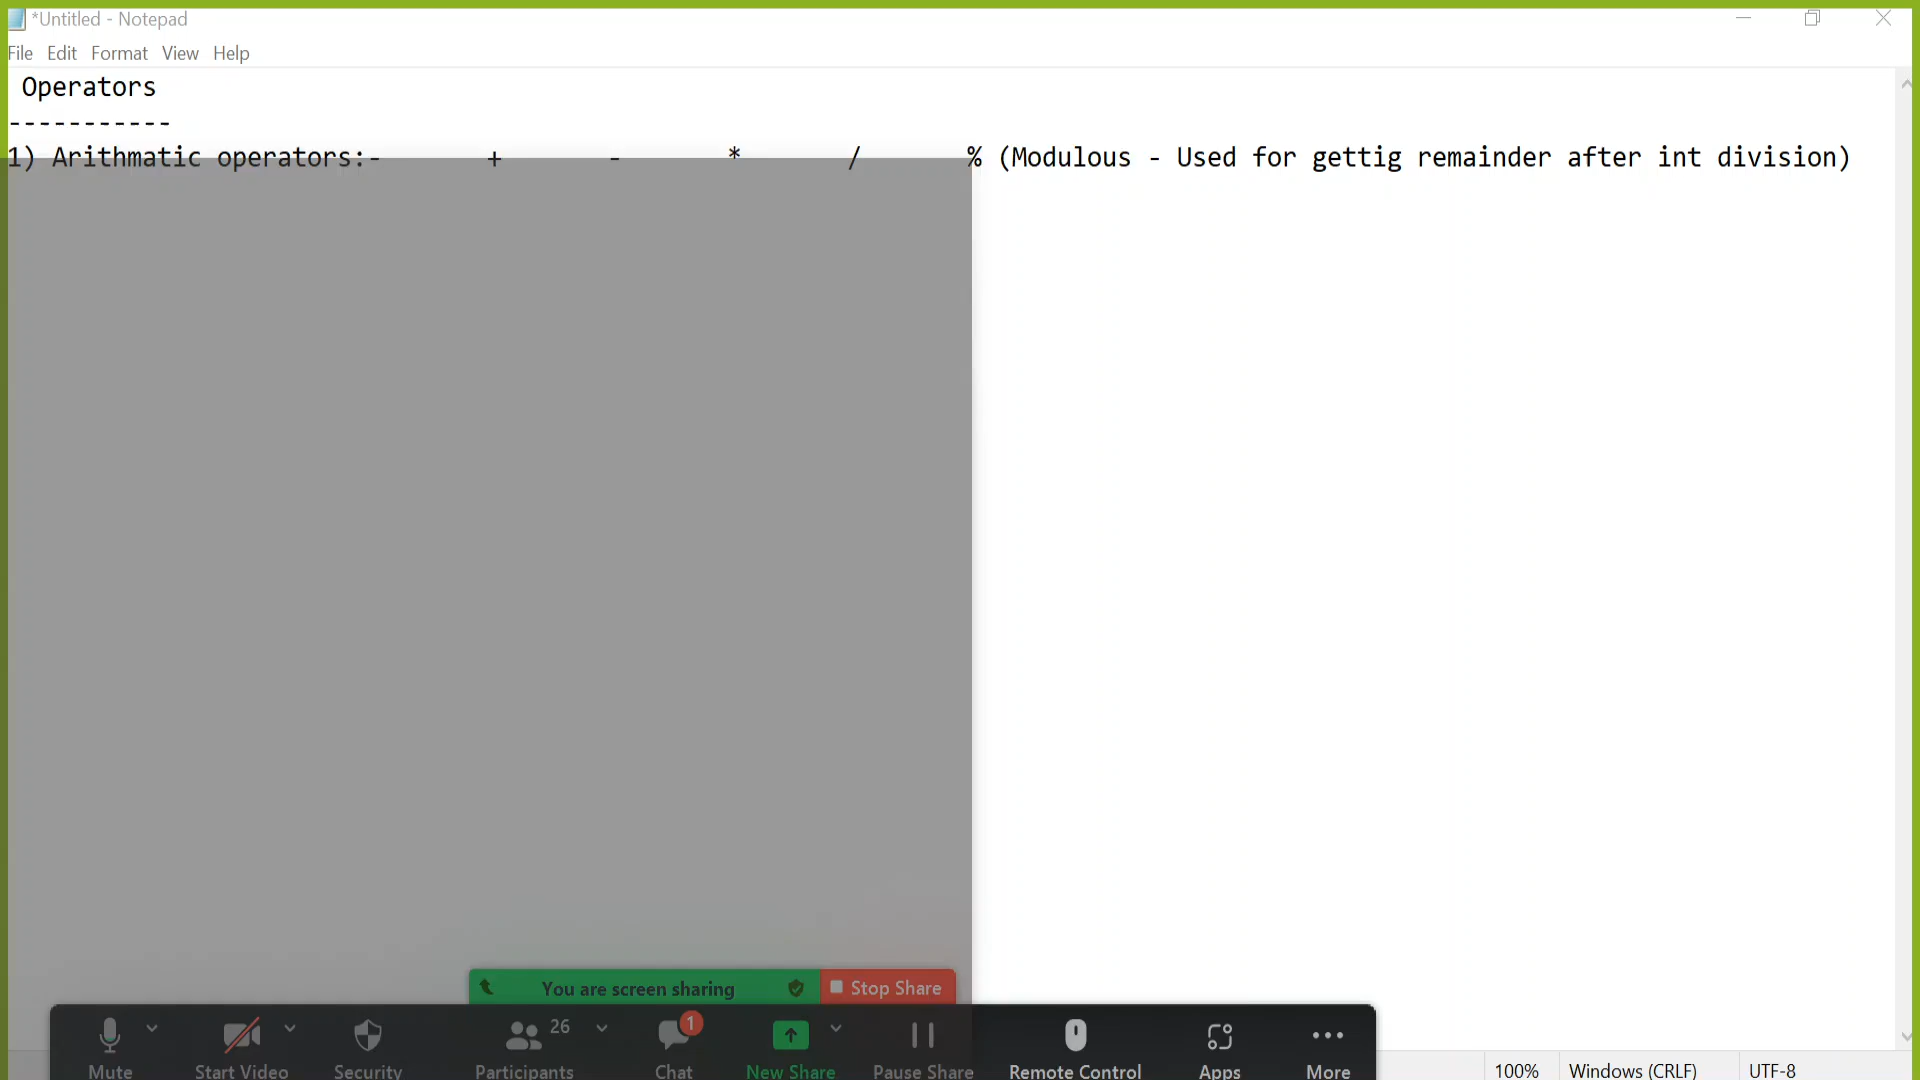 *Untitled - Notepad
File Edit Format View Help
Operators
-----------
1) Arithmatic operators:- + - * / % (Modulous - Used for gettig remainder after int division)
You are screen sharing Stop Share
26 1
Mute Start Video Security Participants Chat New Share Pause Share Remote Control Apps More
100% Windows (CRLF) UTF-8